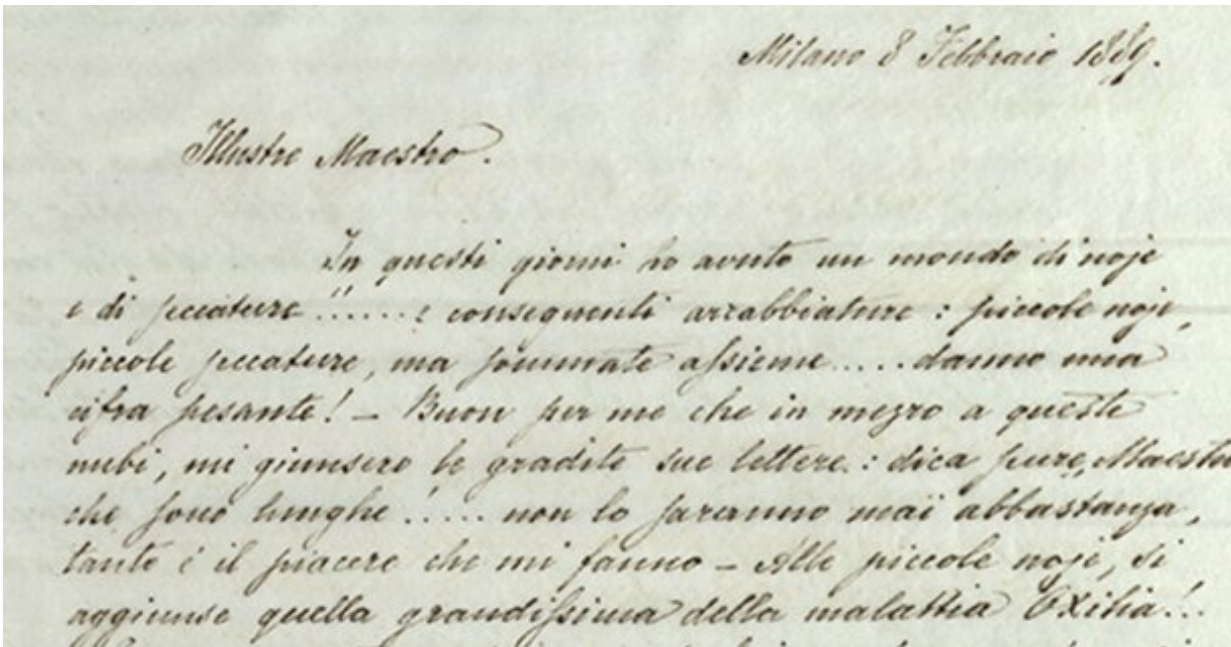 Milano 8 Febbraio 1889.
Illustre Maestro.
In questi giorni ho avuto un mondo di noje
e di seccature!!..... e conseguenti arrabbiature: piccole noje,
piccole seccature, ma sommate assieme..... danno una
cifra pesante! – Buon per me che in mezzo a queste
nubi, mi giunsero le gradite sue lettere: dica pure, Maestro
che sono lunghe!..... non lo saranno mai abbastanza,
tanto è il piacere che mi fanno – Alle piccole noje, si
aggiunse quella grandissima della malattia Oxilia!..